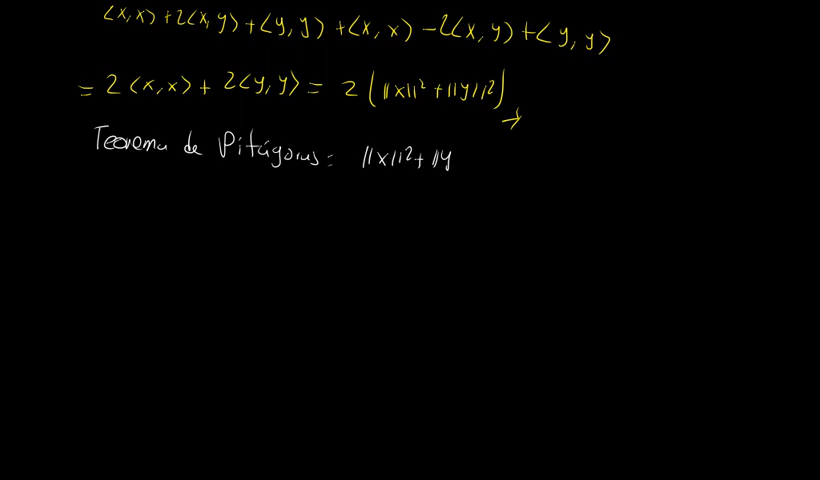 ⟨x,x⟩ + 2⟨x,y⟩ + ⟨y,y⟩ + ⟨x,x⟩ - 2⟨x,y⟩ + ⟨y,y⟩
= 2⟨x,x⟩ + 2⟨y,y⟩ = 2(||x||² + ||y||²)
Teorema de Pitágoras: ||x||² + ||y